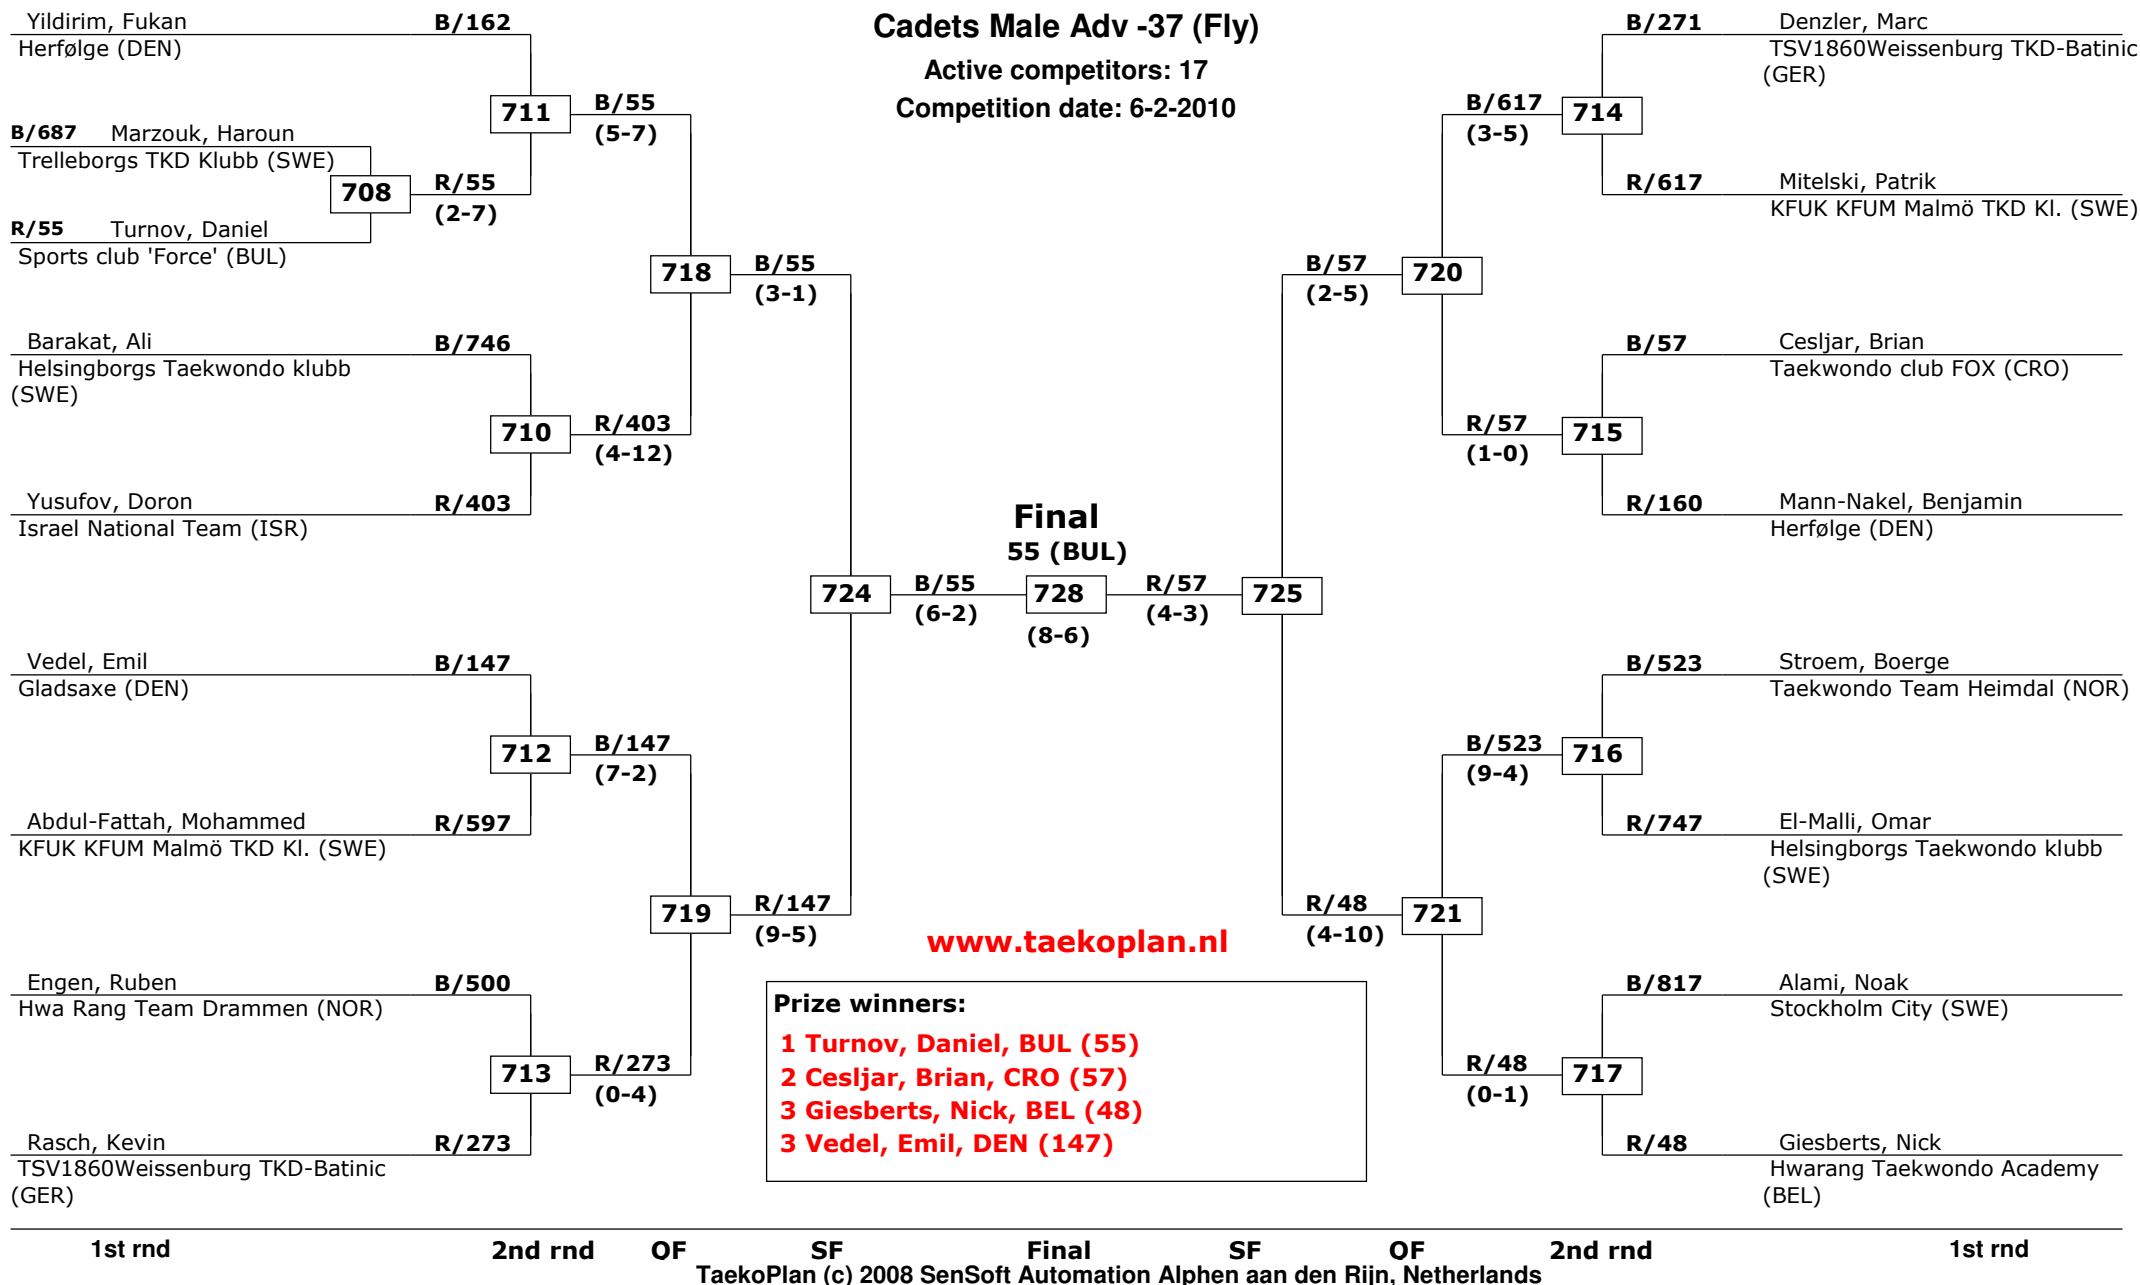 Cadets Male Adv -37 (Fly)
Active competitors: 17
Competition date: 6-2-2010
Yildirim, Fukan
B/162
Herfølge (DEN)
711
B/55
(5-7)
B/687
Marzouk, Haroun
Trelleborgs TKD Klubb (SWE)
708
R/55
(2-7)
R/55
Turnov, Daniel
Sports club 'Force' (BUL)
718
B/55
(3-1)
Barakat, Ali
B/746
Helsingborgs Taekwondo klubb
(SWE)
710
R/403
(4-12)
Yusufov, Doron
R/403
Israel National Team (ISR)
724
B/55
(6-2)
Vedel, Emil
B/147
Gladsaxe (DEN)
712
B/147
(7-2)
Abdul-Fattah, Mohammed
R/597
KFUK KFUM Malmö TKD Kl. (SWE)
719
R/147
(9-5)
Engen, Ruben
B/500
Hwa Rang Team Drammen (NOR)
713
R/273
(0-4)
Rasch, Kevin
R/273
TSV1860Weissenburg TKD-Batinic
(GER)
Final
55 (BUL)
728
(8-6)
R/57
(4-3)
725
B/271
Denzler, Marc
TSV1860Weissenburg TKD-Batinic
(GER)
B/617
(3-5)
714
R/617
Mitelski, Patrik
KFUK KFUM Malmö TKD Kl. (SWE)
B/57
(2-5)
720
B/57
Cesljar, Brian
Taekwondo club FOX (CRO)
R/57
(1-0)
715
R/160
Mann-Nakel, Benjamin
Herfølge (DEN)
B/523
Stroem, Boerge
Taekwondo Team Heimdal (NOR)
B/523
(9-4)
716
R/747
El-Malli, Omar
Helsingborgs Taekwondo klubb
(SWE)
R/48
(4-10)
721
B/817
Alami, Noak
Stockholm City (SWE)
R/48
(0-1)
717
R/48
Giesberts, Nick
Hwarang Taekwondo Academy
(BEL)
www.taekoplan.nl
Prize winners:
1 Turnov, Daniel, BUL (55)
2 Cesljar, Brian, CRO (57)
3 Giesberts, Nick, BEL (48)
3 Vedel, Emil, DEN (147)
1st rnd 2nd rnd QF SF Final SF QF 2nd rnd 1st rnd
TaekoPlan (c) 2008 SenSoft Automation Alphen aan den Rijn, Netherlands